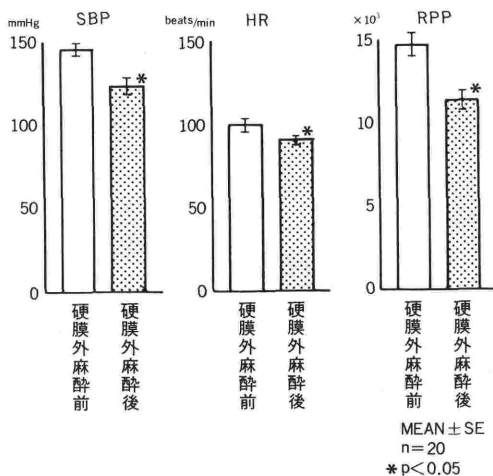 mmHg SBP
150
100
50
0
硬膜外麻酔前
硬膜外麻酔後
*
beats/min HR
150
100
50
0
硬膜外麻酔前
硬膜外麻酔後
*
×10³ RPP
15
10
5
0
硬膜外麻酔前
硬膜外麻酔後
*
MEAN±SE
n=20
*p<0.05